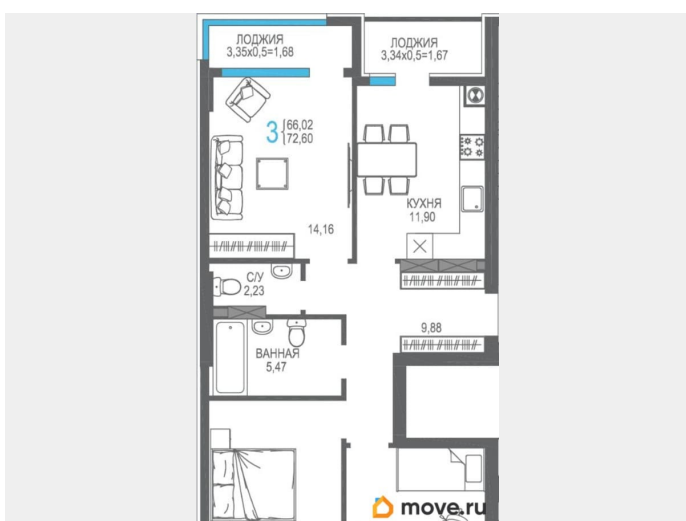 ЛОДЖИЯ
3,35х0,5=1,68
ЛОДЖИЯ
3,34х0,5=1,67
3
66,02
72,60
КУХНЯ
11,90
14,16
С/У
2,23
9,88
ВАННАЯ
5,47
move.ru